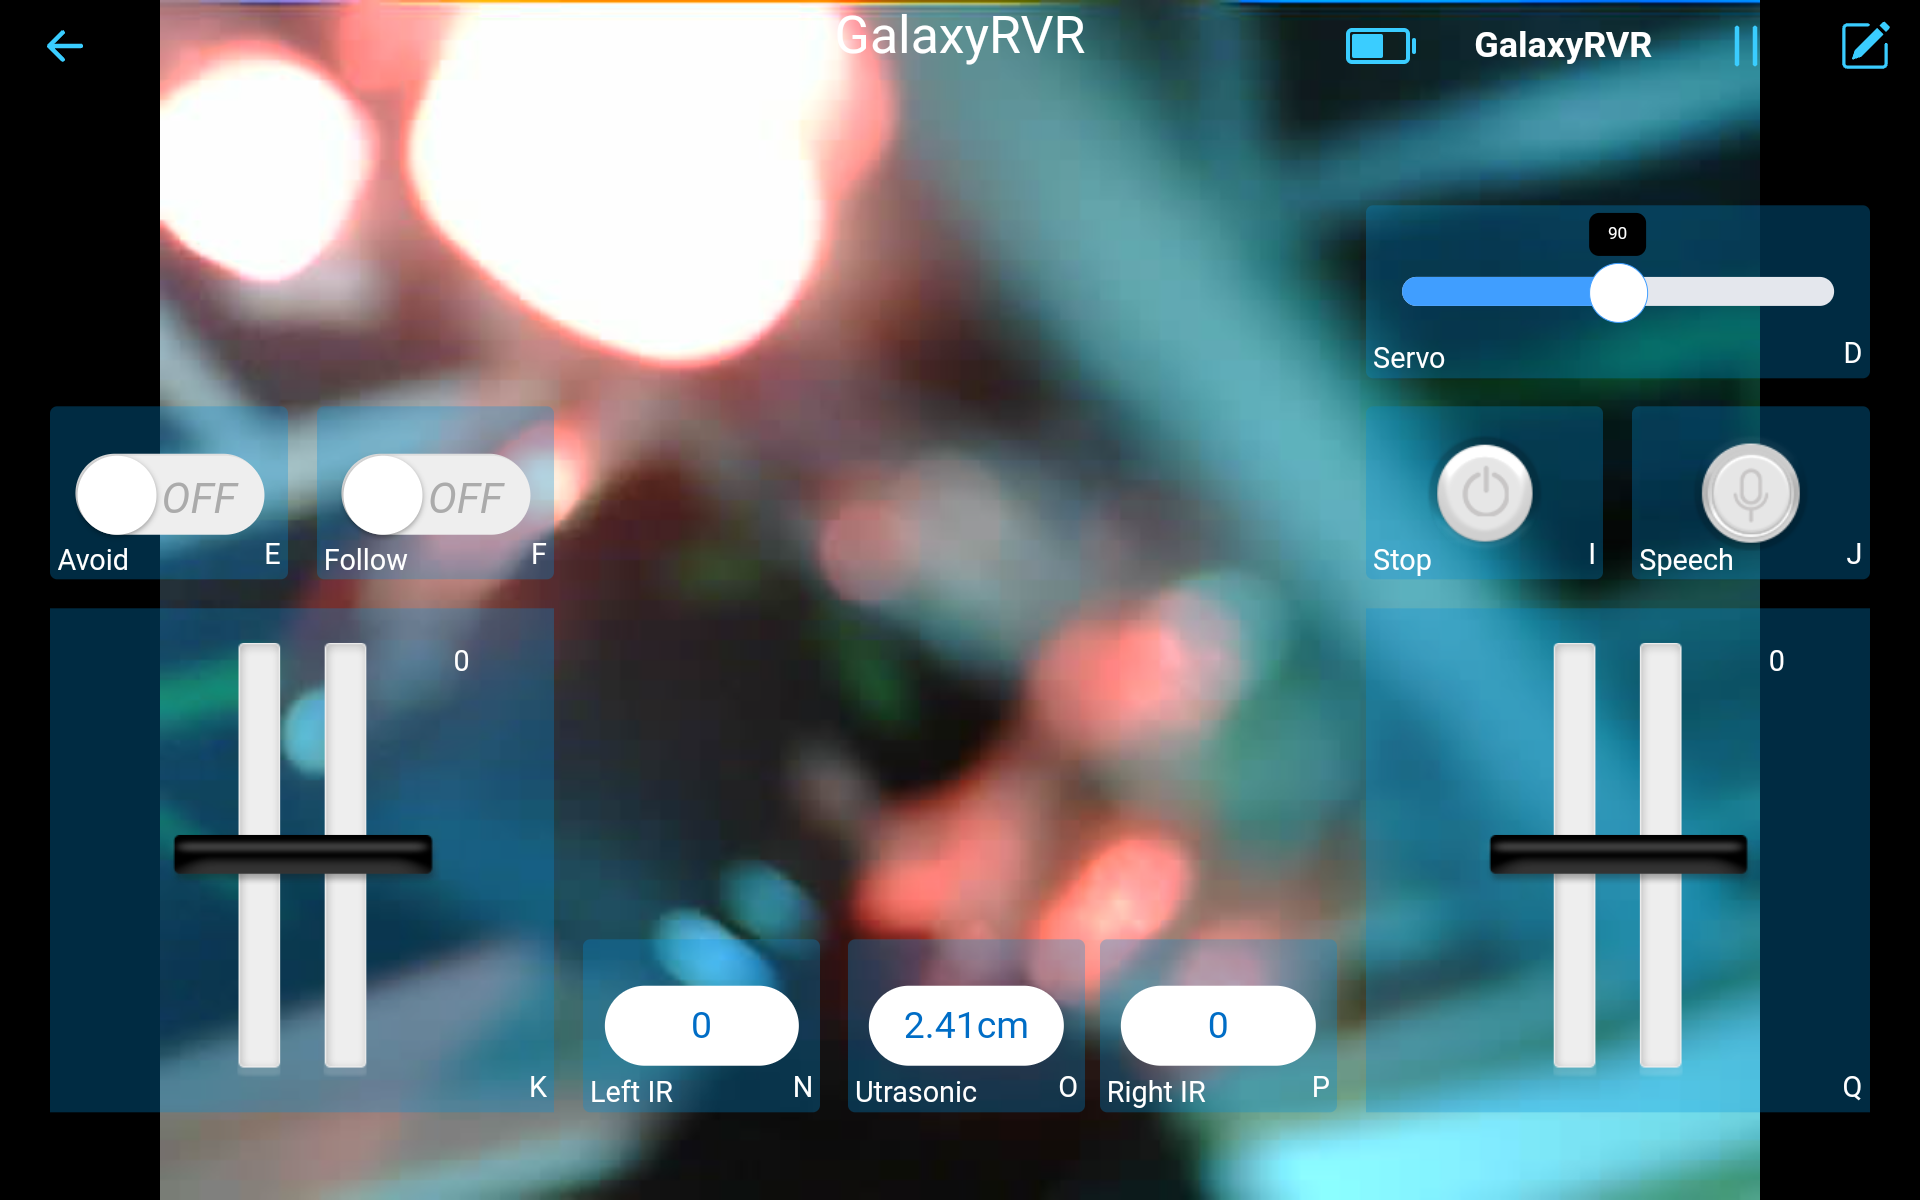 GalaxyRVR
GalaxyRVR
90
Servo D
OFF
Avoid E
OFF
Follow F
Stop I
Speech J
0
K
0
Left IR N
2.41cm
Utrasonic O
0
Right IR P
0
Q